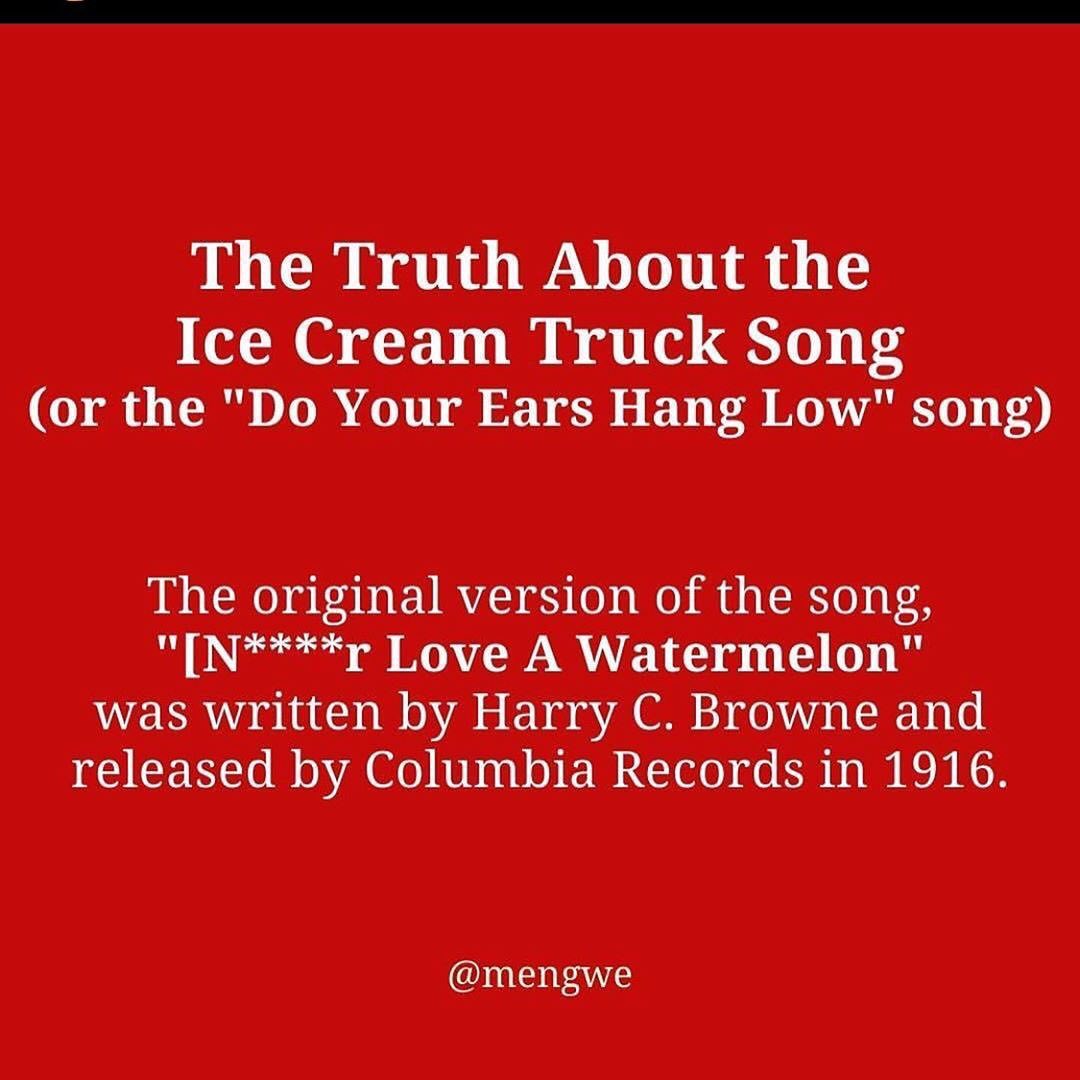 The Truth About the
Ice Cream Truck Song
(or the "Do Your Ears Hang Low" song)
The original version of the song,
"[N****r Love A Watermelon"
was written by Harry C. Browne and
released by Columbia Records in 1916.
@mengwe